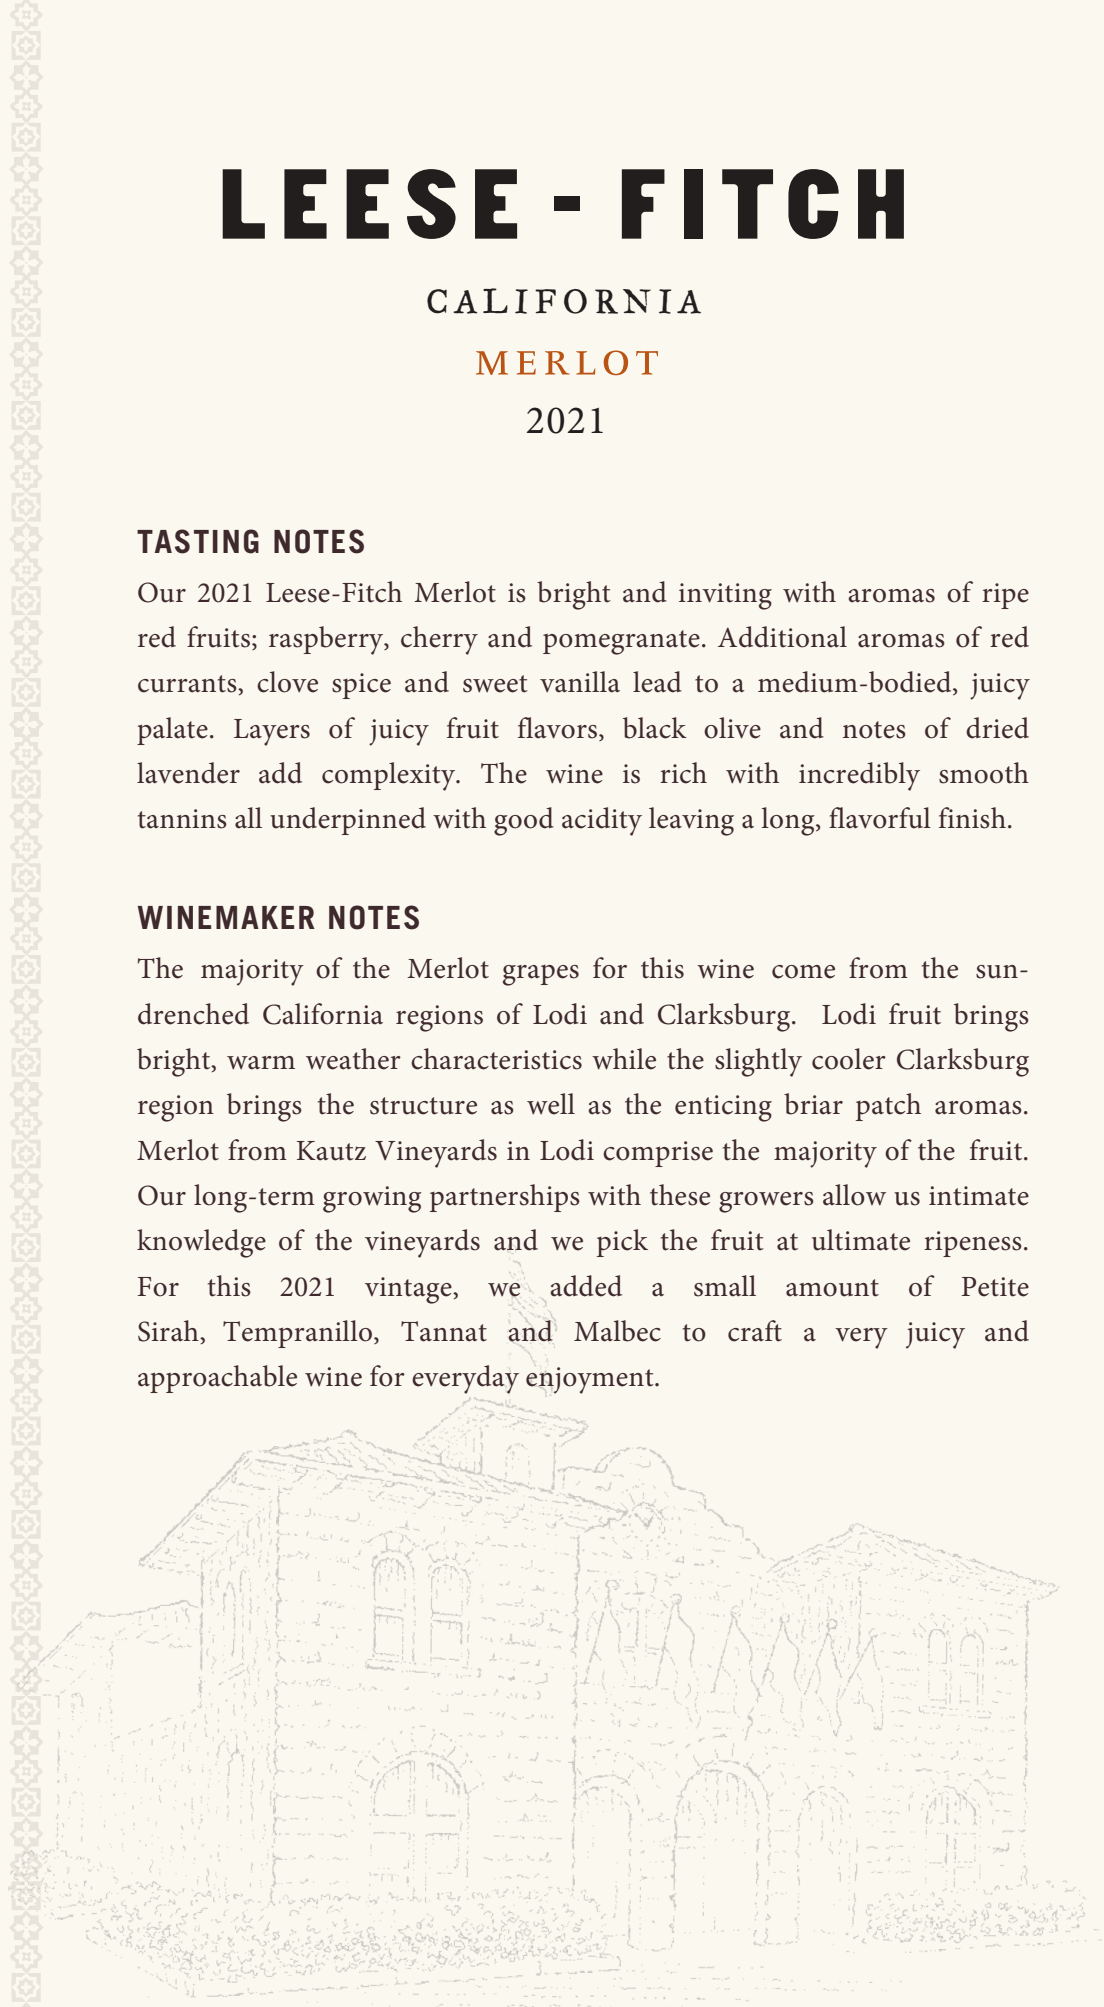 LEESE - FITCH
CALIFORNIA
MERLOT
2021
TASTING NOTES
Our 2021 Leese-Fitch Merlot is bright and inviting with aromas of ripe
red fruits; raspberry, cherry and pomegranate. Additional aromas of red
currants, clove spice and sweet vanilla lead to a medium-bodied, juicy
palate. Layers of juicy fruit flavors, black olive and notes of dried
lavender add complexity. The wine is rich with incredibly smooth
tannins all underpinned with good acidity leaving a long, flavorful finish.
WINEMAKER NOTES
The majority of the Merlot grapes for this wine come from the sun-
drenched California regions of Lodi and Clarksburg. Lodi fruit brings
bright, warm weather characteristics while the slightly cooler Clarksburg
region brings the structure as well as the enticing briar patch aromas.
Merlot from Kautz Vineyards in Lodi comprise the majority of the fruit.
Our long-term growing partnerships with these growers allow us intimate
knowledge of the vineyards and we pick the fruit at ultimate ripeness.
For this 2021 vintage, we added a small amount of Petite
Sirah, Tempranillo, Tannat and Malbec to craft a very juicy and
approachable wine for everyday enjoyment.